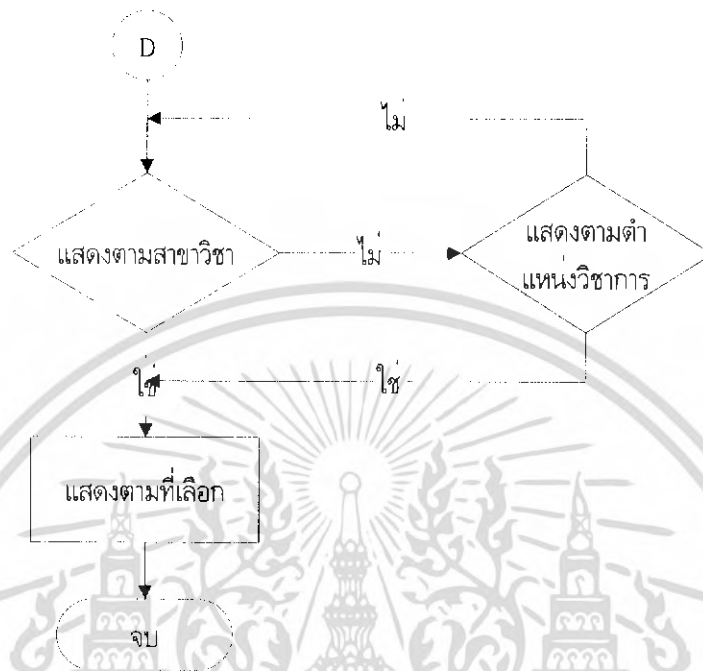 D
ไม่
แสดงตามสาขาวิชา
ไม่
แสดงตามตำ
แหน่งวิชาการ
ใช่
ใช่
แสดงตามที่เลือก
จบ